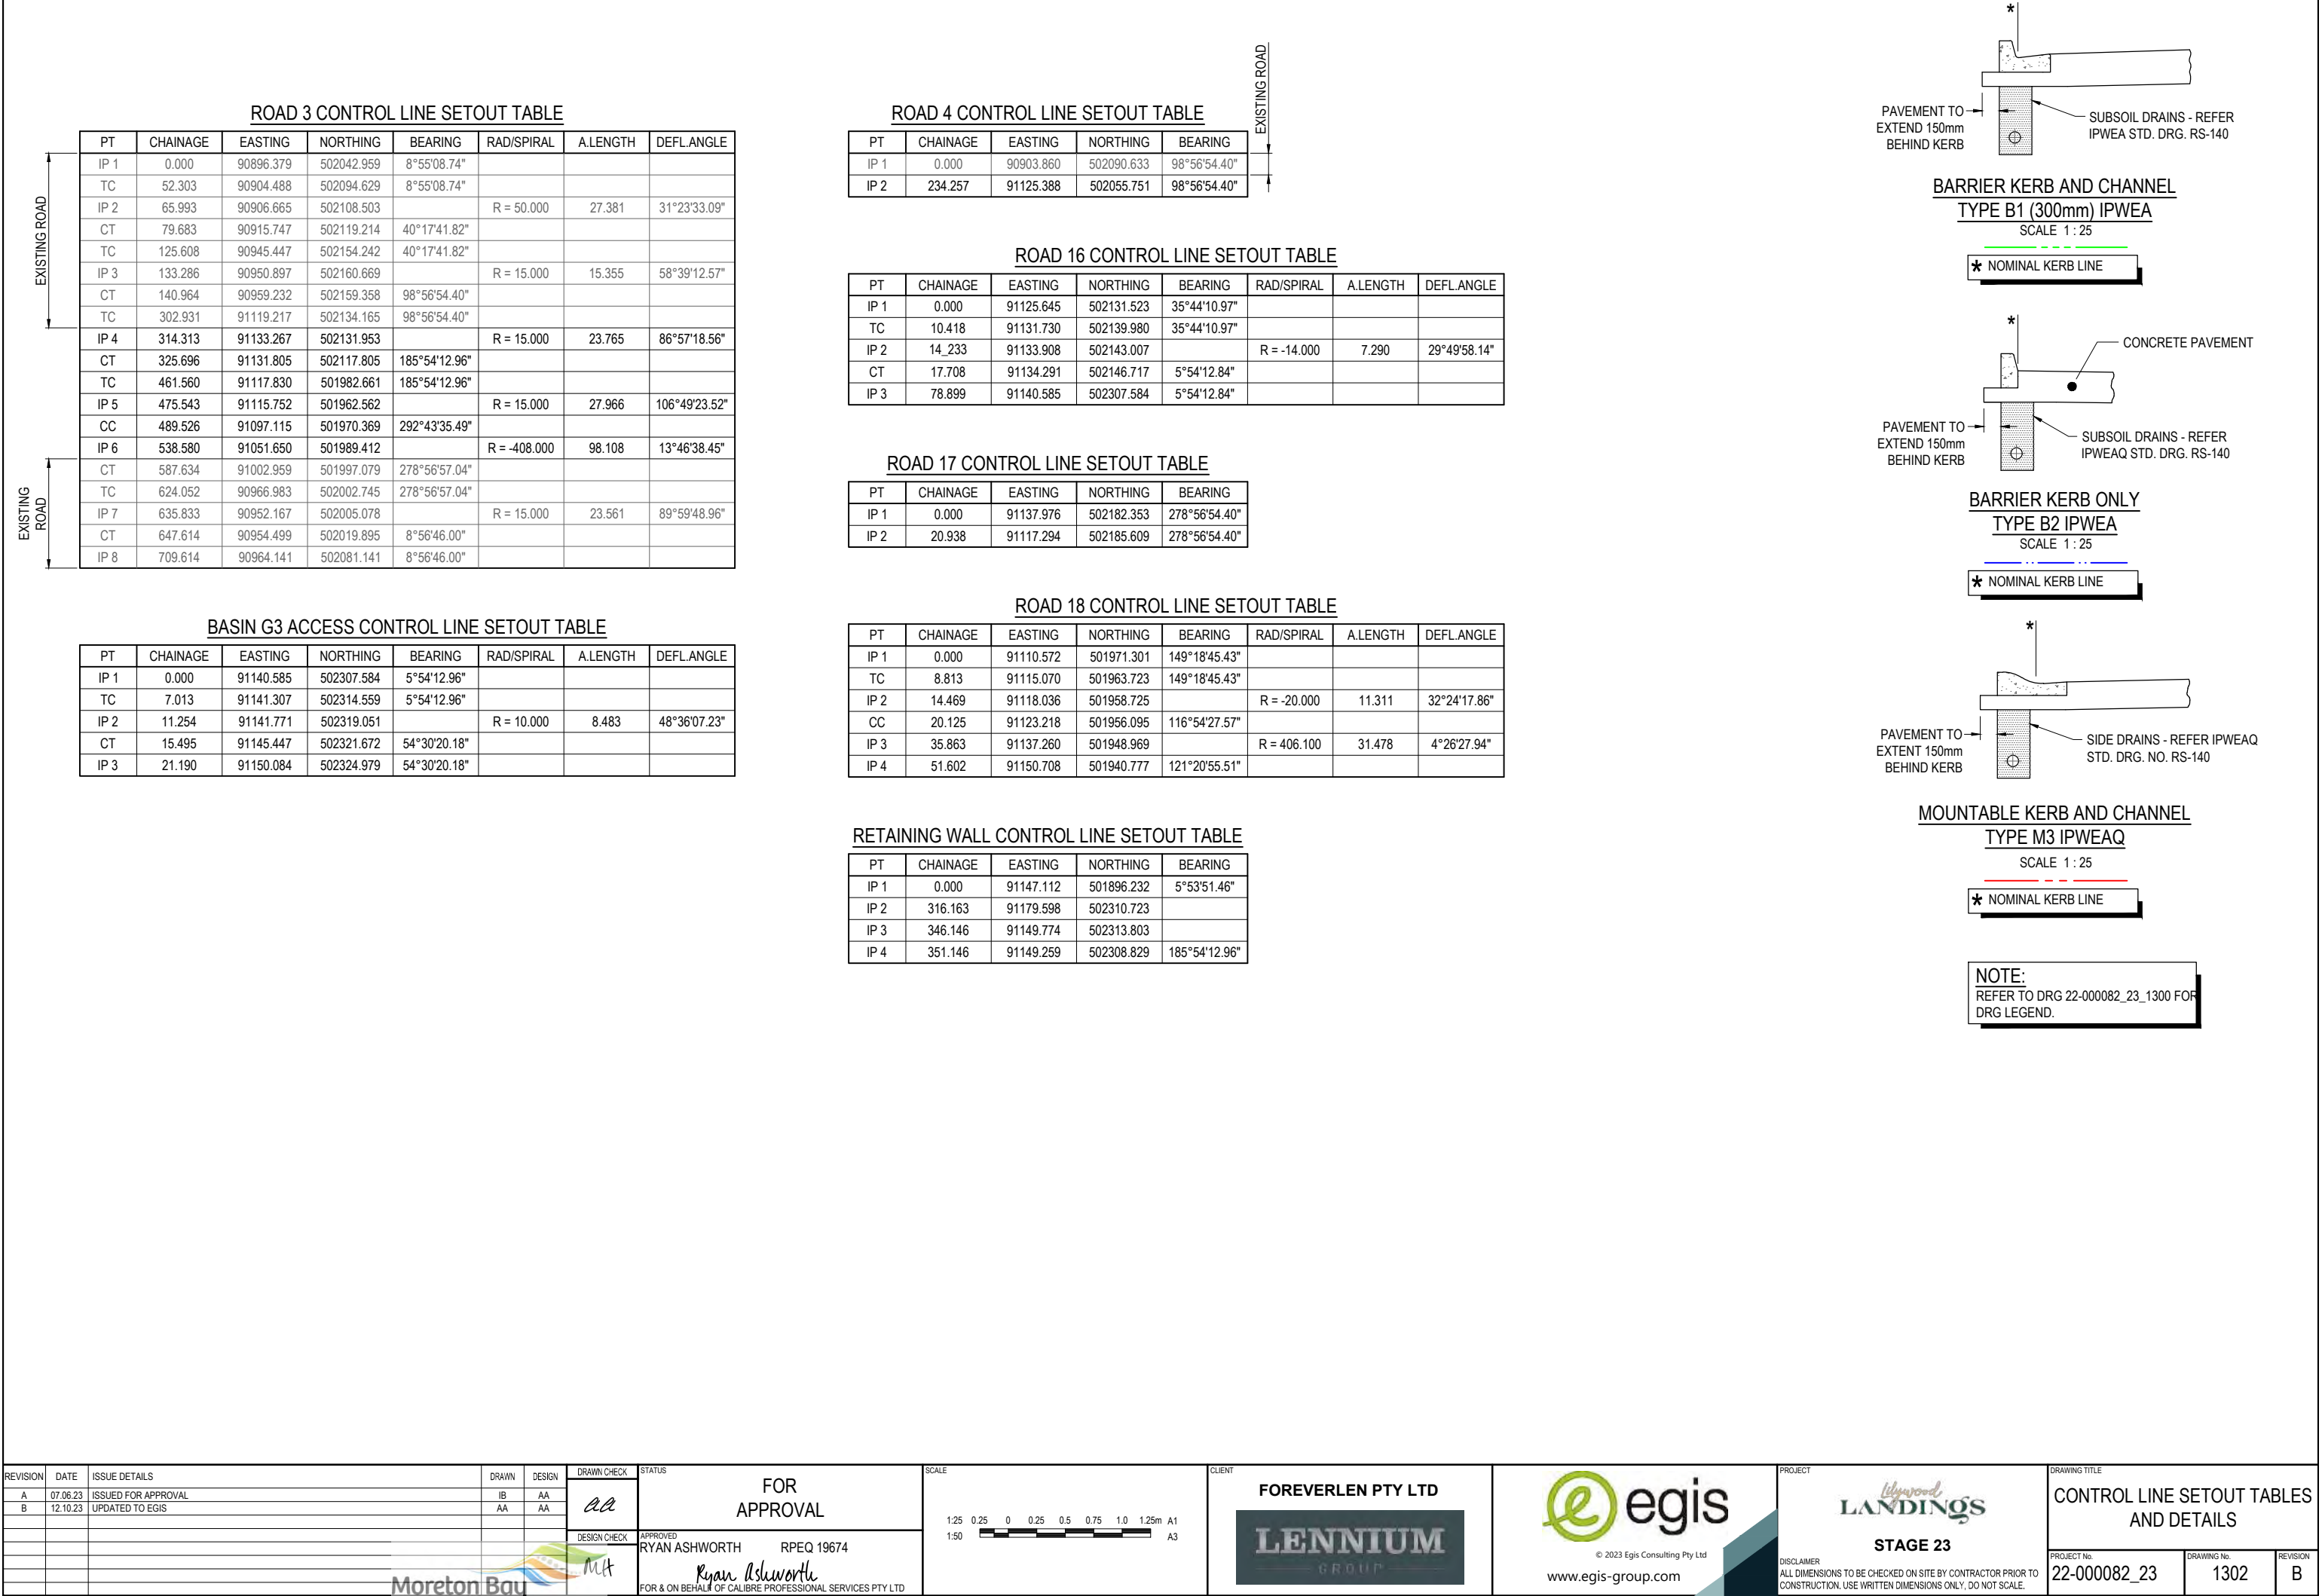 ROAD 3 CONTROL LINE SETOUT TABLE
PT CHAINAGE EASTING NORTHING BEARING RAD/SPIRAL A.LENGTH DEFL.ANGLE
IP 1 0.000 90896.379 502042.959 8°55'08.74"
TC 52.303 90904.488 502094.629 8°55'08.74"
IP 2 65.993 90906.665 502108.503 R = 50.000 27.381 31°23'33.09"
CT 79.683 90915.747 502119.214 40°17'41.82"
TC 125.608 90945.447 502154.242 40°17'41.82"
IP 3 133.286 90950.897 502160.669 R = 15.000 15.355 58°39'12.57"
CT 140.964 90959.232 502159.358 98°56'54.40"
TC 302.931 91119.217 502134.165 98°56'54.40"
IP 4 314.313 91133.267 502131.953 R = 15.000 23.765 86°57'18.56"
CT 325.696 91131.805 502117.805 185°54'12.96"
TC 461.560 91117.830 501982.661 185°54'12.96"
IP 5 475.543 91115.752 501962.562 R = 15.000 27.966 106°49'23.52"
CC 489.526 91097.115 501970.369 292°43'35.49"
IP 6 538.580 91051.650 501989.412 R = -408.000 98.108 13°46'38.45"
CT 587.634 91002.959 501997.079 278°56'57.04"
TC 624.052 90966.983 502002.745 278°56'57.04"
IP 7 635.833 90952.167 502005.078 R = 15.000 23.561 89°59'48.96"
CT 647.614 90954.499 502019.895 8°56'46.00"
IP 8 709.614 90964.141 502081.141 8°56'46.00"
EXISTING ROAD
EXISTING
ROAD
BASIN G3 ACCESS CONTROL LINE SETOUT TABLE
PT CHAINAGE EASTING NORTHING BEARING RAD/SPIRAL A.LENGTH DEFL.ANGLE
IP 1 0.000 91140.585 502307.584 5°54'12.96"
TC 7.013 91141.307 502314.559 5°54'12.96"
IP 2 11.254 91141.771 502319.051 R = 10.000 8.483 48°36'07.23"
CT 15.495 91145.447 502321.672 54°30'20.18"
IP 3 21.190 91150.084 502324.979 54°30'20.18"
ROAD 4 CONTROL LINE SETOUT TABLE
EXISTING ROAD
PT CHAINAGE EASTING NORTHING BEARING
IP 1 0.000 90903.860 502090.633 98°56'54.40"
IP 2 234.257 91125.388 502055.751 98°56'54.40"
ROAD 16 CONTROL LINE SETOUT TABLE
PT CHAINAGE EASTING NORTHING BEARING RAD/SPIRAL A.LENGTH DEFL.ANGLE
IP 1 0.000 91125.645 502131.523 35°44'10.97"
TC 10.418 91131.730 502139.980 35°44'10.97"
IP 2 14_233 91133.908 502143.007 R = -14.000 7.290 29°49'58.14"
CT 17.708 91134.291 502146.717 5°54'12.84"
IP 3 78.899 91140.585 502307.584 5°54'12.84"
ROAD 17 CONTROL LINE SETOUT TABLE
PT CHAINAGE EASTING NORTHING BEARING
IP 1 0.000 91137.976 502182.353 278°56'54.40"
IP 2 20.938 91117.294 502185.609 278°56'54.40"
ROAD 18 CONTROL LINE SETOUT TABLE
PT CHAINAGE EASTING NORTHING BEARING RAD/SPIRAL A.LENGTH DEFL.ANGLE
IP 1 0.000 91110.572 501971.301 149°18'45.43"
TC 8.813 91115.070 501963.723 149°18'45.43"
IP 2 14.469 91118.036 501958.725 R = -20.000 11.311 32°24'17.86"
CC 20.125 91123.218 501956.095 116°54'27.57"
IP 3 35.863 91137.260 501948.969 R = 406.100 31.478 4°26'27.94"
IP 4 51.602 91150.708 501940.777 121°20'55.51"
RETAINING WALL CONTROL LINE SETOUT TABLE
PT CHAINAGE EASTING NORTHING BEARING
IP 1 0.000 91147.112 501896.232 5°53'51.46"
IP 2 316.163 91179.598 502310.723
IP 3 346.146 91149.774 502313.803
IP 4 351.146 91149.259 502308.829 185°54'12.96"
*
PAVEMENT TO
EXTEND 150mm
BEHIND KERB
SUBSOIL DRAINS - REFER
IPWEA STD. DRG. RS-140
BARRIER KERB AND CHANNEL
TYPE B1 (300mm) IPWEA
SCALE 1 : 25
* NOMINAL KERB LINE
*
CONCRETE PAVEMENT
PAVEMENT TO
EXTEND 150mm
BEHIND KERB
SUBSOIL DRAINS - REFER
IPWEAQ STD. DRG. RS-140
BARRIER KERB ONLY
TYPE B2 IPWEA
SCALE 1 : 25
* NOMINAL KERB LINE
*
PAVEMENT TO
EXTENT 150mm
BEHIND KERB
SIDE DRAINS - REFER IPWEAQ
STD. DRG. NO. RS-140
MOUNTABLE KERB AND CHANNEL
TYPE M3 IPWEAQ
SCALE 1 : 25
* NOMINAL KERB LINE
NOTE:
REFER TO DRG 22-000082_23_1300 FOR
DRG LEGEND.
REVISION DATE ISSUE DETAILS DRAWN DESIGN
A 07.06.23 ISSUED FOR APPROVAL IB AA
B 12.10.23 UPDATED TO EGIS AA AA
Moreton Bay
DRAWN CHECK
aa
DESIGN CHECK
MH
STATUS
FOR
APPROVAL
APPROVED
RYAN ASHWORTH RPEQ 19674
Ryan Ashworth
FOR & ON BEHALF OF CALIBRE PROFESSIONAL SERVICES PTY LTD
SCALE
1:25 0.25 0 0.25 0.5 0.75 1.0 1.25m A1
1:50 A3
CLIENT
FOREVERLEN PTY LTD
LENNIUM
GROUP
egis
© 2023 Egis Consulting Pty Ltd
www.egis-group.com
PROJECT
Lilywood
LANDINGS
STAGE 23
DISCLAIMER
ALL DIMENSIONS TO BE CHECKED ON SITE BY CONTRACTOR PRIOR TO
CONSTRUCTION. USE WRITTEN DIMENSIONS ONLY, DO NOT SCALE.
DRAWING TITLE
CONTROL LINE SETOUT TABLES
AND DETAILS
PROJECT No. DRAWING No. REVISION
22-000082_23 1302 B